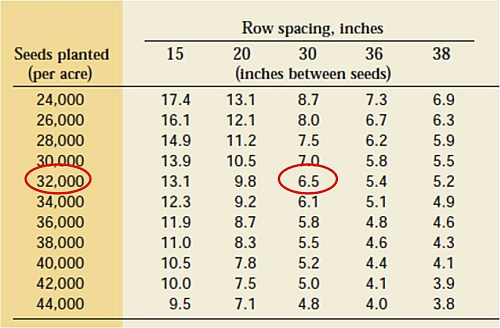 Row spacing, inches
Seeds planted 15 20 30 36 38
(per acre) (inches between seeds)
24,000 17.4 13.1 8.7 7.3 6.9
26,000 16.1 12.1 8.0 6.7 6.3
28,000 14.9 11.2 7.5 6.2 5.9
30,000 13.9 10.5 7.0 5.8 5.5
32,000 13.1 9.8 6.5 5.4 5.2
34,000 12.3 9.2 6.1 5.1 4.9
36,000 11.9 8.7 5.8 4.8 4.6
38,000 11.0 8.3 5.5 4.6 4.3
40,000 10.5 7.8 5.2 4.4 4.1
42,000 10.0 7.5 5.0 4.1 3.9
44,000 9.5 7.1 4.8 4.0 3.8